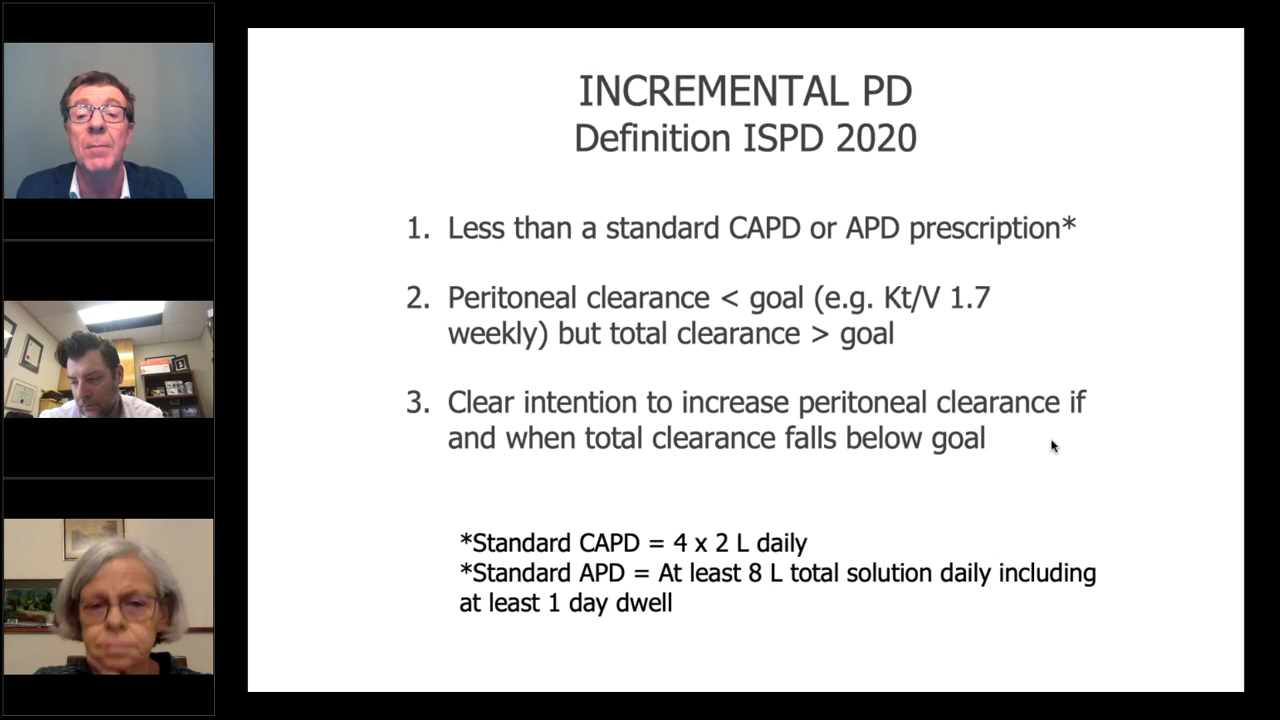 INCREMENTAL PD
Definition ISPD 2020
1. Less than a standard CAPD or APD prescription*
2. Peritoneal clearance < goal (e.g. Kt/V 1.7
weekly) but total clearance > goal
3. Clear intention to increase peritoneal clearance if
and when total clearance falls below goal
*Standard CAPD = 4 x 2 L daily
*Standard APD = At least 8 L total solution daily including
at least 1 day dwell